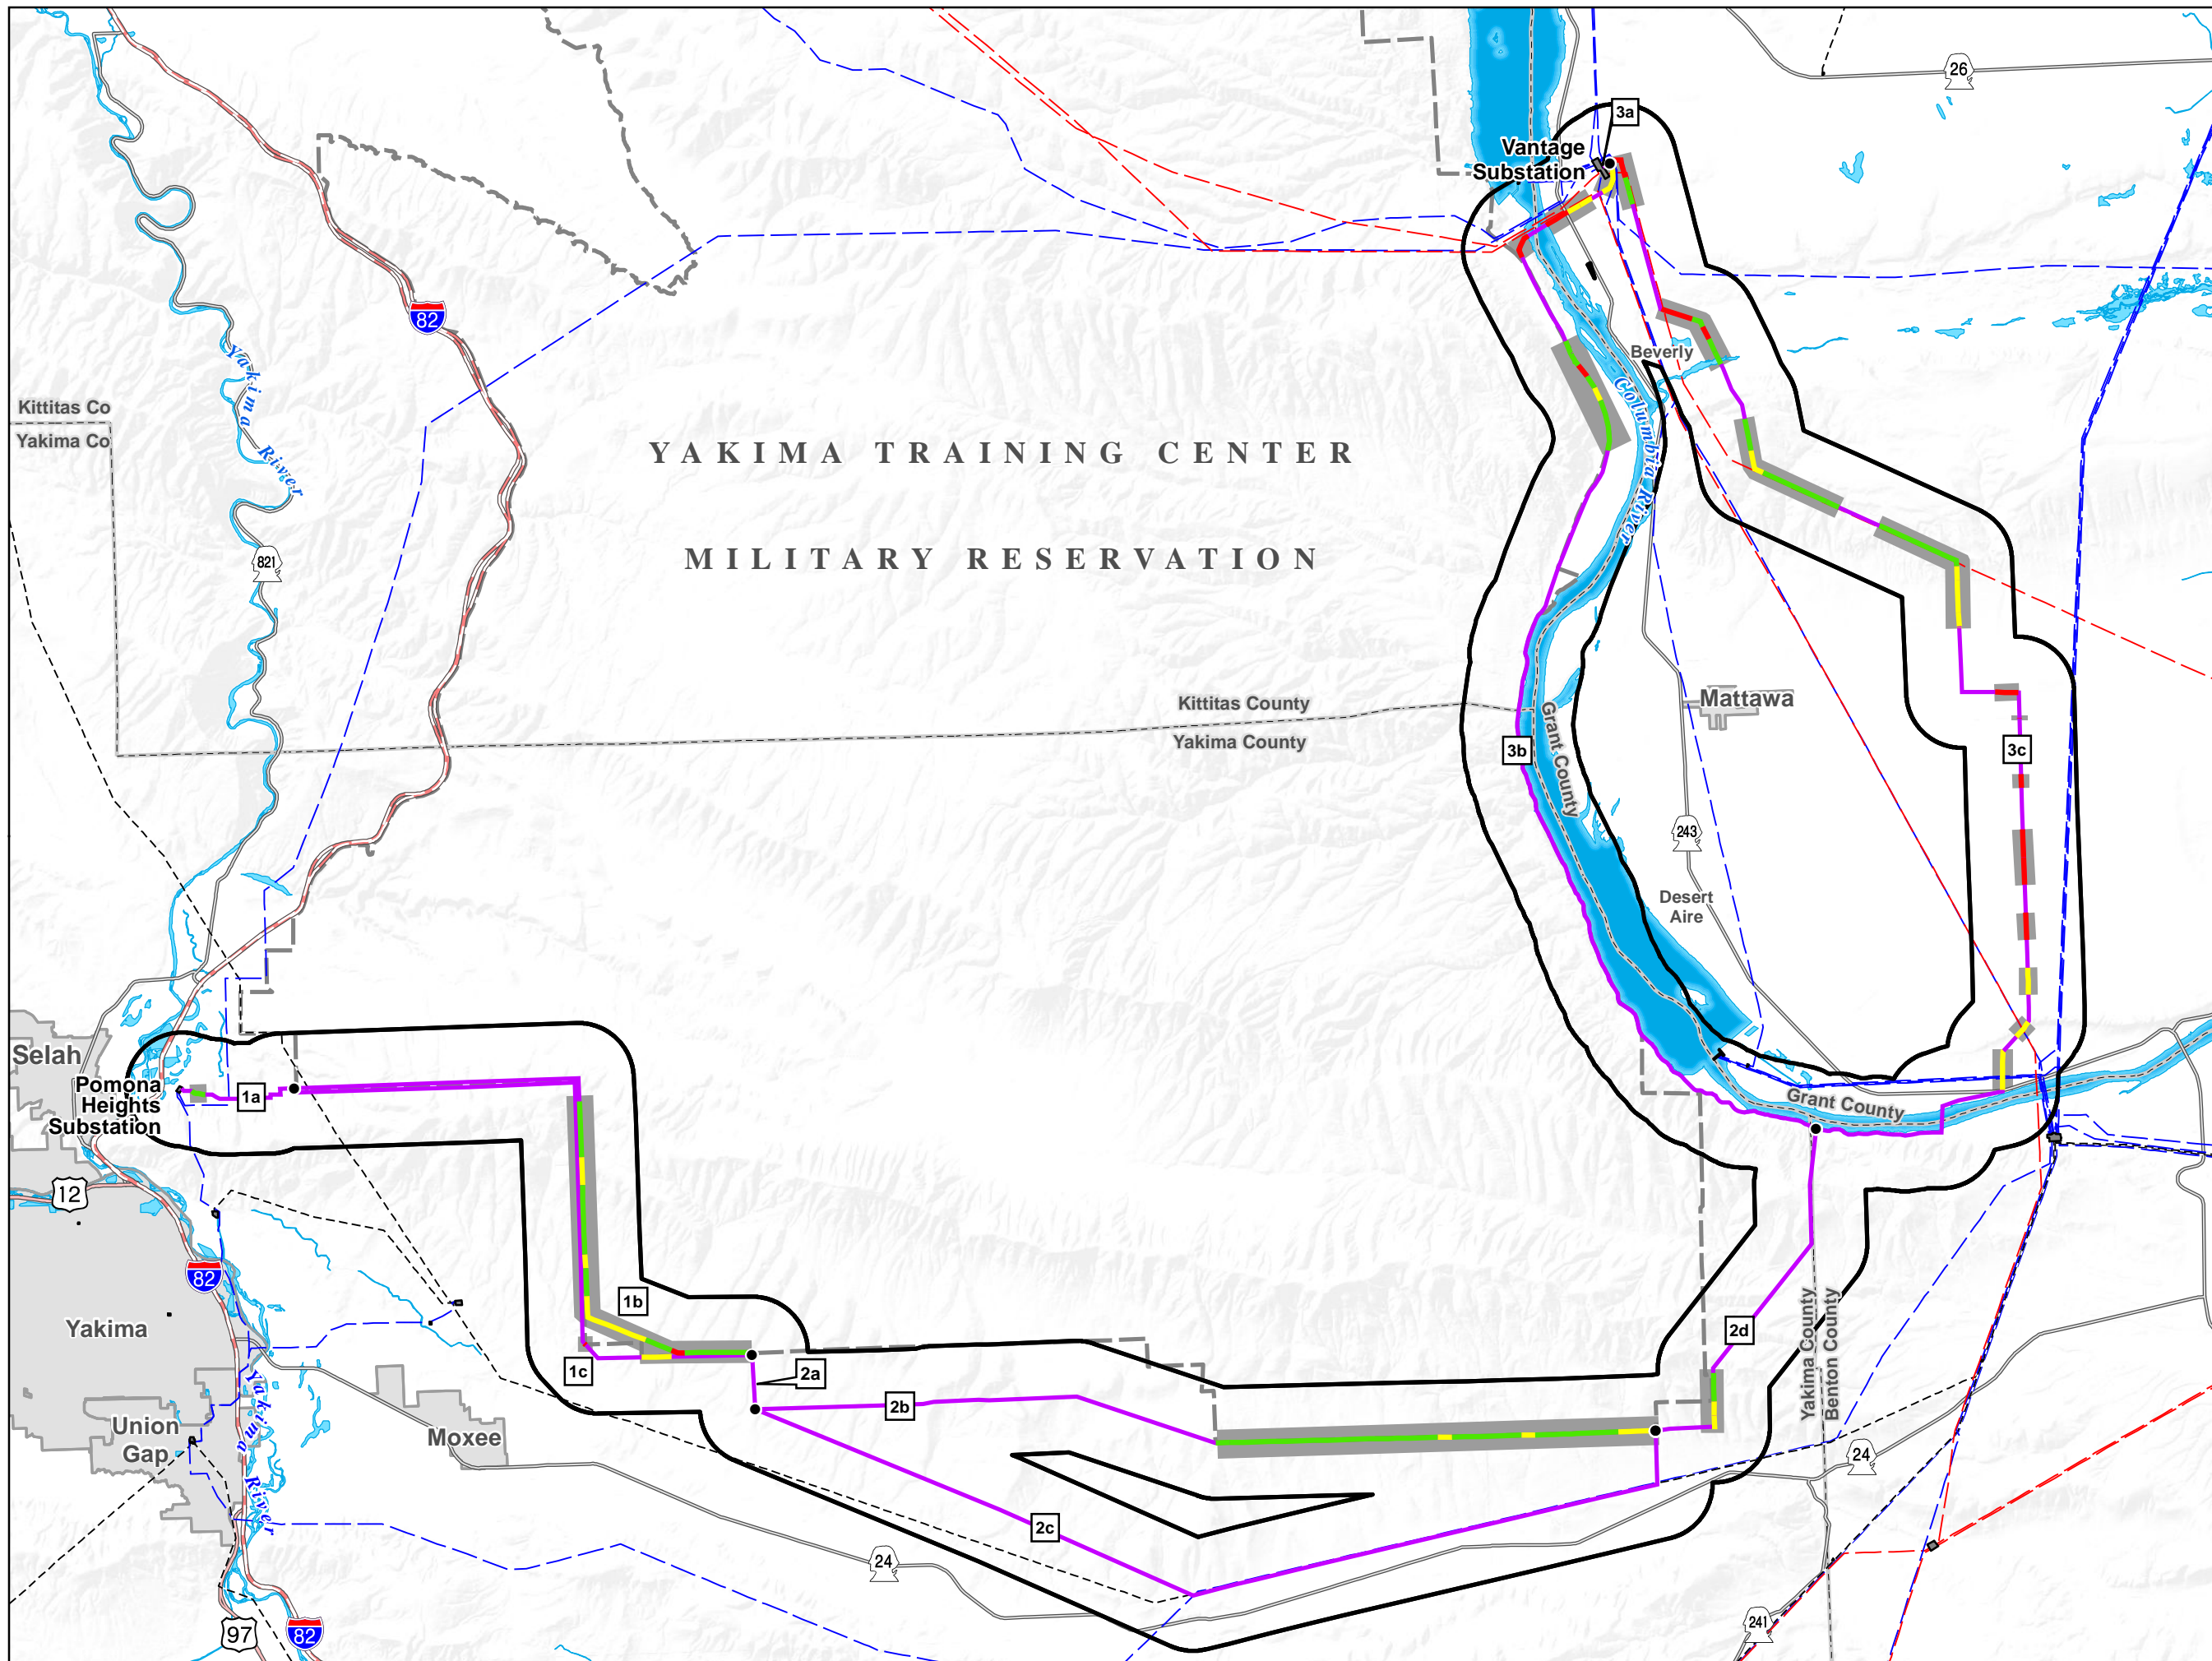 26
3a
Vantage
Substation
82
Yakima
River
Beverly
Columbia River
Kittitas Co
Yakima Co
YAKIMA TRAINING CENTER
MILITARY RESERVATION
821
Kittitas County
Yakima County
Mattawa
3b
Grant County
3c
243
Desert
Aire
Selah
Pomona
Heights
Substation
1a
Grant County
12
82
1b
Yakima
1c
2a
2b
2d
Yakima County
Benton County
Union
Gap
Moxee
Yakima
River
24
2c
24
97
82
241